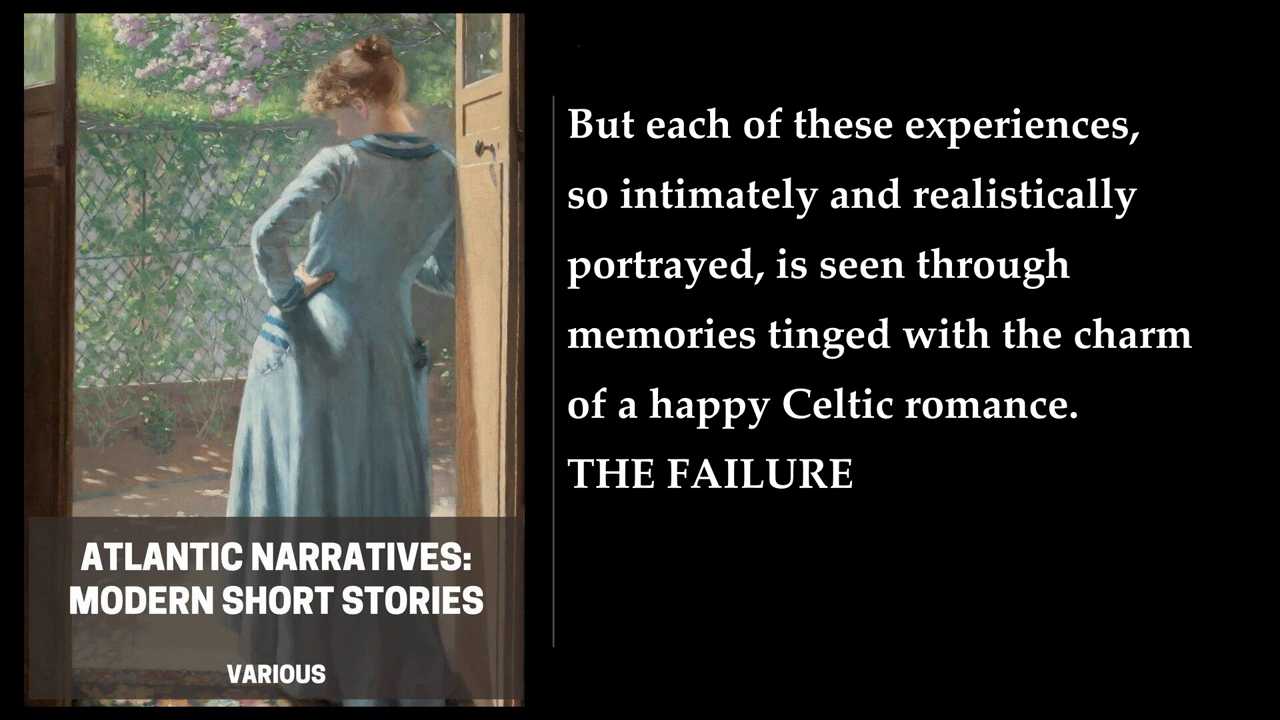 ATLANTIC NARRATIVES:
MODERN SHORT STORIES
VARIOUS
But each of these experiences,
so intimately and realistically
portrayed, is seen through
memories tinged with the charm
of a happy Celtic romance.
THE FAILURE